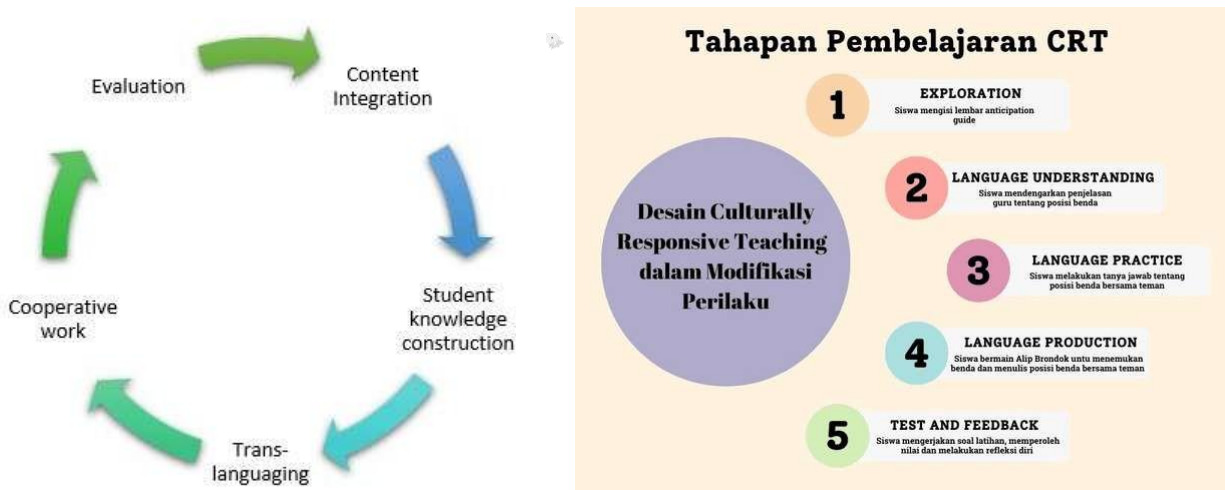 Evaluation
Content
Integration
Student
knowledge
construction
Trans-
languaging
Cooperative
work
Tahapan Pembelajaran CRT
Desain Culturally
Responsive Teaching
dalam Modifikasi
Perilaku
1
EXPLORATION
Siswa mengisi lembar anticipation
guide
2
LANGUAGE UNDERSTANDING
Siswa mendengarkan penjelasan
guru tentang posisi benda
3
LANGUAGE PRACTICE
Siswa melakukan tanya jawab tentang
posisi benda bersama teman
4
LANGUAGE PRODUCTION
Siswa bermain Alip Brondok untu menemukan
benda dan menulis posisi benda bersama teman
5
TEST AND FEEDBACK
Siswa mengerjakan soal latihan, memperoleh
nilai dan melakukan refleksi diri